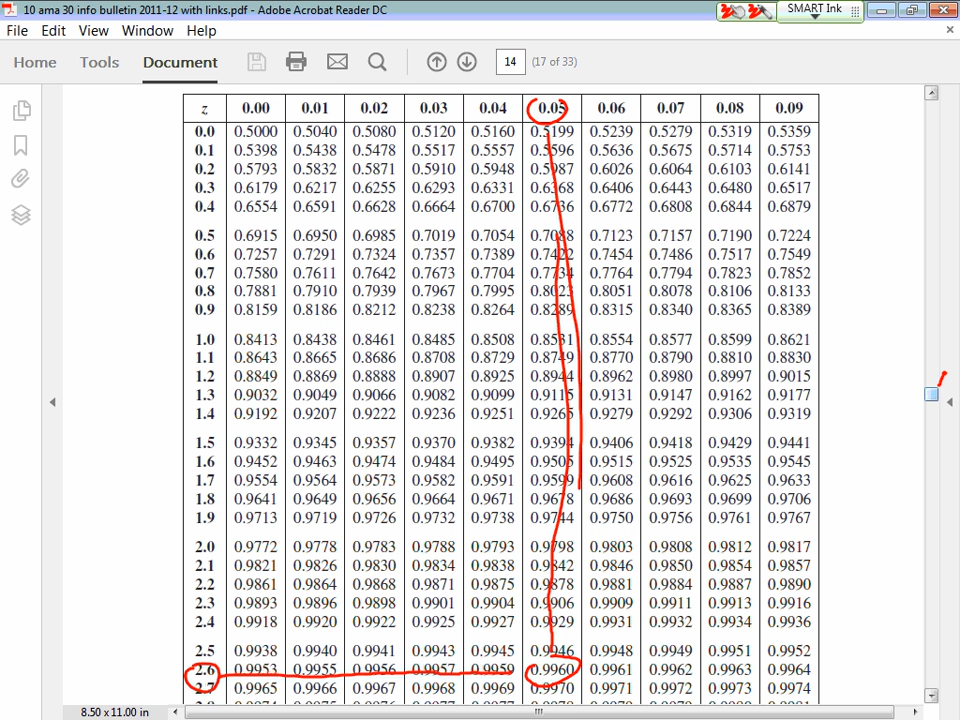 10 ama 30 info bulletin 2011-12 with links.pdf - Adobe Acrobat Reader DC
SMART Ink
File Edit View Window Help
Home Tools Document 14 (17 of 33)
z 0.00 0.01 0.02 0.03 0.04 0.05 0.06 0.07 0.08 0.09
0.0 0.5000 0.5040 0.5080 0.5120 0.5160 0.5199 0.5239 0.5279 0.5319 0.5359
0.1 0.5398 0.5438 0.5478 0.5517 0.5557 0.5596 0.5636 0.5675 0.5714 0.5753
0.2 0.5793 0.5832 0.5871 0.5910 0.5948 0.5987 0.6026 0.6064 0.6103 0.6141
0.3 0.6179 0.6217 0.6255 0.6293 0.6331 0.6368 0.6406 0.6443 0.6480 0.6517
0.4 0.6554 0.6591 0.6628 0.6664 0.6700 0.6736 0.6772 0.6808 0.6844 0.6879
0.5 0.6915 0.6950 0.6985 0.7019 0.7054 0.7088 0.7123 0.7157 0.7190 0.7224
0.6 0.7257 0.7291 0.7324 0.7357 0.7389 0.7422 0.7454 0.7486 0.7517 0.7549
0.7 0.7580 0.7611 0.7642 0.7673 0.7704 0.7734 0.7764 0.7794 0.7823 0.7852
0.8 0.7881 0.7910 0.7939 0.7967 0.7995 0.8023 0.8051 0.8078 0.8106 0.8133
0.9 0.8159 0.8186 0.8212 0.8238 0.8264 0.8289 0.8315 0.8340 0.8365 0.8389
1.0 0.8413 0.8438 0.8461 0.8485 0.8508 0.8531 0.8554 0.8577 0.8599 0.8621
1.1 0.8643 0.8665 0.8686 0.8708 0.8729 0.8749 0.8770 0.8790 0.8810 0.8830
1.2 0.8849 0.8869 0.8888 0.8907 0.8925 0.8944 0.8962 0.8980 0.8997 0.9015
1.3 0.9032 0.9049 0.9066 0.9082 0.9099 0.9115 0.9131 0.9147 0.9162 0.9177
1.4 0.9192 0.9207 0.9222 0.9236 0.9251 0.9265 0.9279 0.9292 0.9306 0.9319
1.5 0.9332 0.9345 0.9357 0.9370 0.9382 0.9394 0.9406 0.9418 0.9429 0.9441
1.6 0.9452 0.9463 0.9474 0.9484 0.9495 0.9505 0.9515 0.9525 0.9535 0.9545
1.7 0.9554 0.9564 0.9573 0.9582 0.9591 0.9599 0.9608 0.9616 0.9625 0.9633
1.8 0.9641 0.9649 0.9656 0.9664 0.9671 0.9678 0.9686 0.9693 0.9699 0.9706
1.9 0.9713 0.9719 0.9726 0.9732 0.9738 0.9744 0.9750 0.9756 0.9761 0.9767
2.0 0.9772 0.9778 0.9783 0.9788 0.9793 0.9798 0.9803 0.9808 0.9812 0.9817
2.1 0.9821 0.9826 0.9830 0.9834 0.9838 0.9842 0.9846 0.9850 0.9854 0.9857
2.2 0.9861 0.9864 0.9868 0.9871 0.9875 0.9878 0.9881 0.9884 0.9887 0.9890
2.3 0.9893 0.9896 0.9898 0.9901 0.9904 0.9906 0.9909 0.9911 0.9913 0.9916
2.4 0.9918 0.9920 0.9922 0.9925 0.9927 0.9929 0.9931 0.9932 0.9934 0.9936
2.5 0.9938 0.9940 0.9941 0.9943 0.9945 0.9946 0.9948 0.9949 0.9951 0.9952
2.6 0.9953 0.9955 0.9956 0.9957 0.9959 0.9960 0.9961 0.9962 0.9963 0.9964
2.7 0.9965 0.9966 0.9967 0.9968 0.9969 0.9970 0.9971 0.9972 0.9973 0.9974
8.50 x 11.00 in